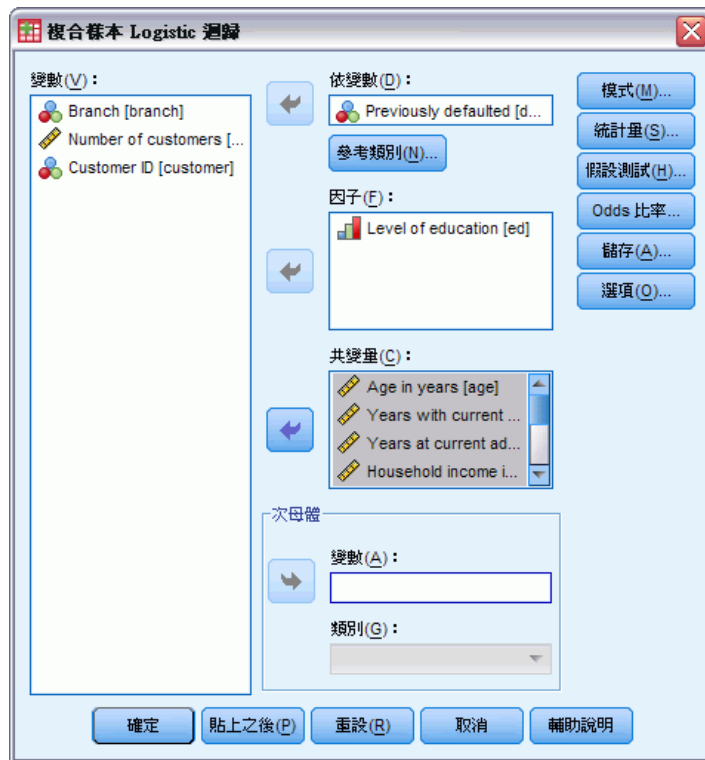 複合樣本 Logistic 迴歸
變數(V):
Branch [branch]
Number of customers [...
Customer ID [customer]
依變數(D):
Previously defaulted [d...
參考類別(N)...
因子(F):
Level of education [ed]
共變量(C):
Age in years [age]
Years with current ...
Years at current ad...
Household income i...
次母體
變數(A):
類別(G):
模式(M)...
統計量(S)...
假設測試(H)...
Odds 比率...
儲存(A)...
選項(O)...
確定
貼上之後(P)
重設(R)
取消
輔助說明